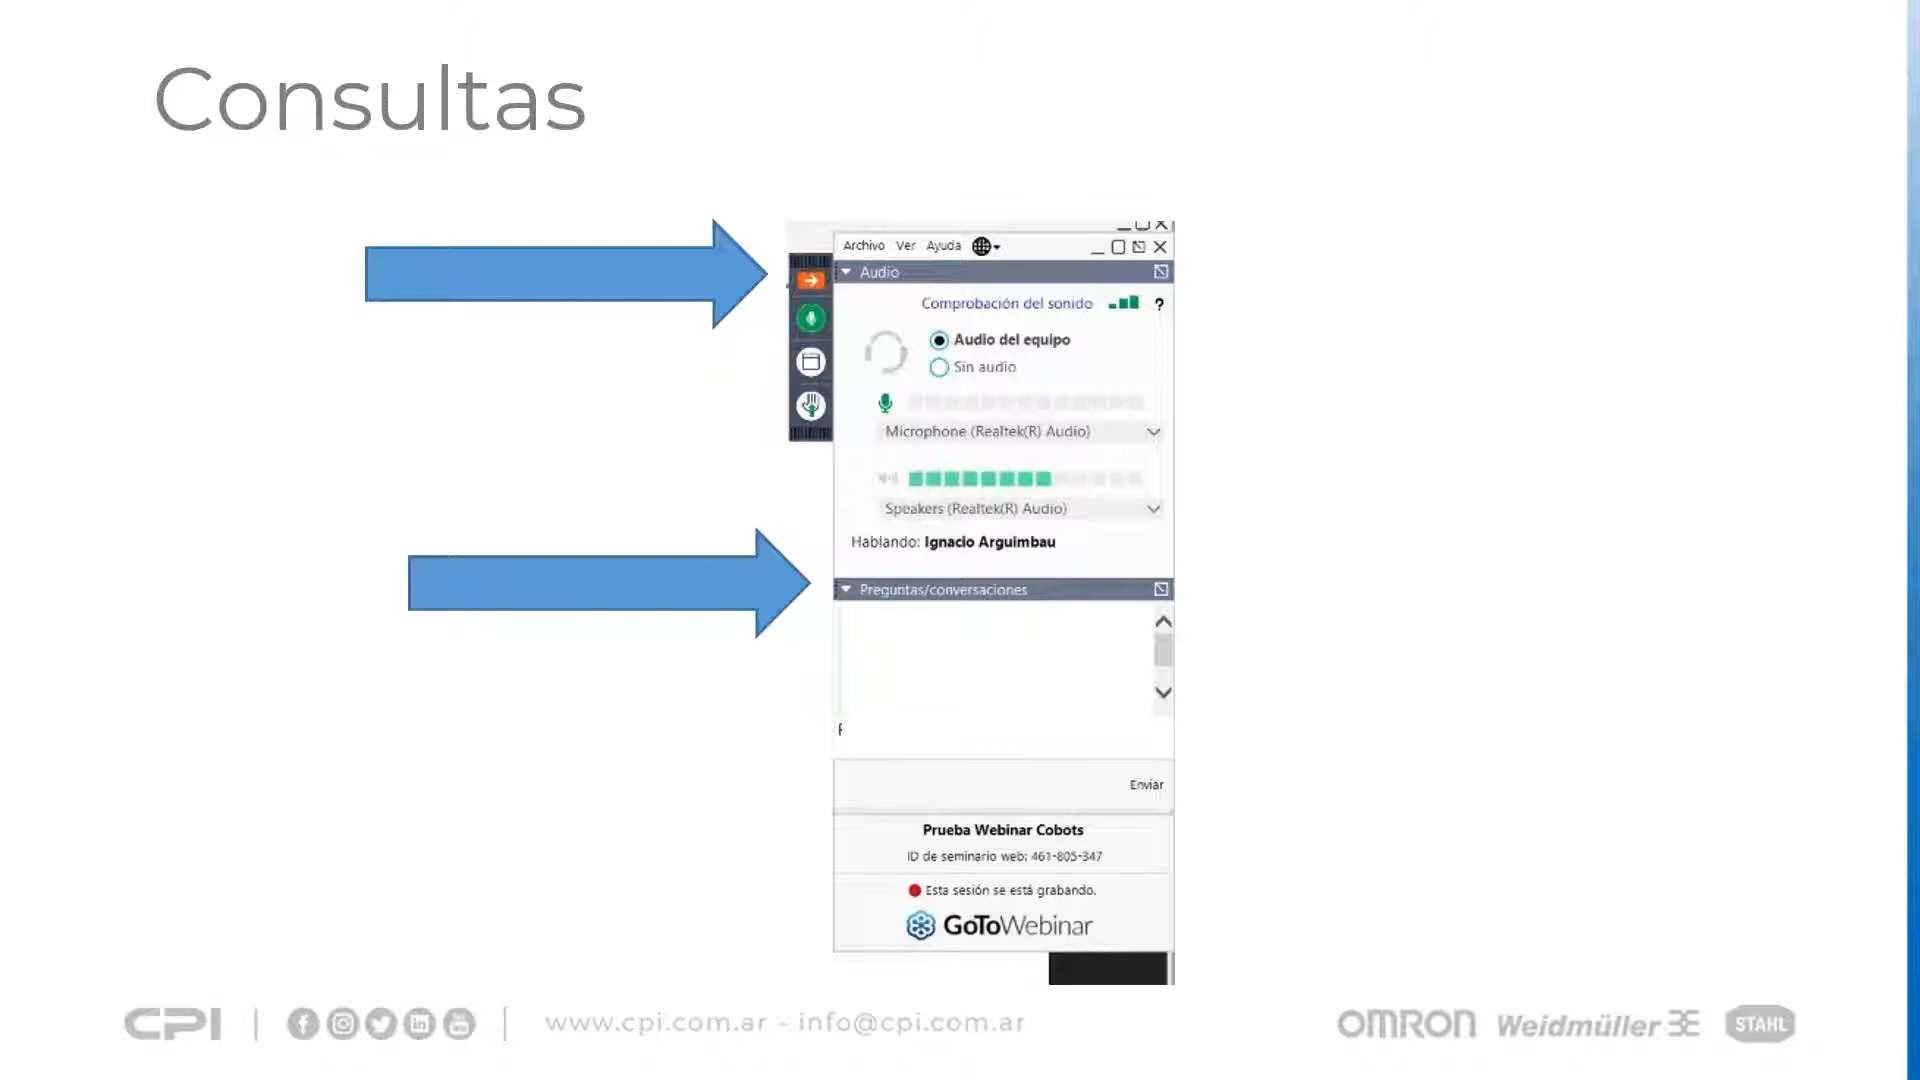 Consultas
Archivo Ver Ayuda
Audio
Comprobación del sonido ?
Audio del equipo
Sin audio
Microphone (Realtek(R) Audio)
Speakers (Realtek(R) Audio)
Hablando: Ignacio Arguimbau
Preguntas/conversaciones
Enviar
Prueba Webinar Cobots
ID de seminario web: 461-805-347
Esta sesión se está grabando.
GoToWebinar
CPI | | www.cpi.com.ar - info@cpi.com.ar OMRON Weidmüller STAHL